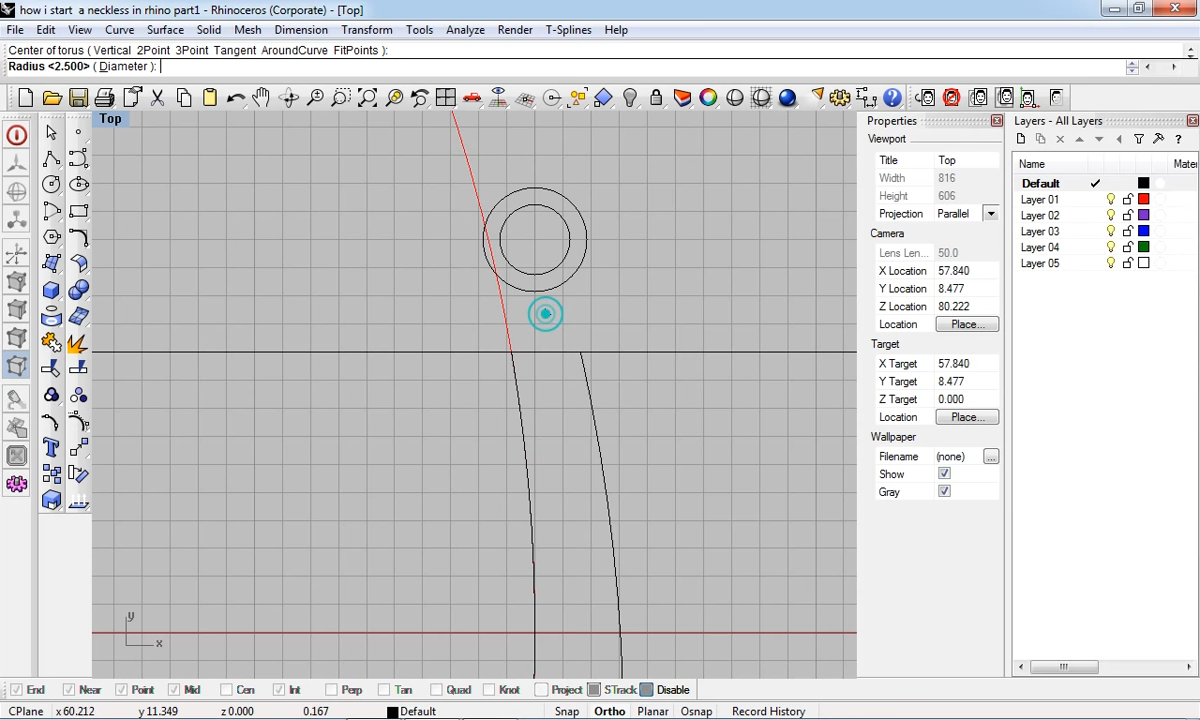 how i start a neckless in rhino part1 - Rhinoceros (Corporate) - [Top]
File Edit View Curve Surface Solid Mesh Dimension Transform Tools Analyze Render T-Splines Help
Center of torus ( Vertical 2Point 3Point Tangent AroundCurve FitPoints ):
Radius <2.500> ( Diameter ):
Top
Properties
Viewport
Title Top
Width 816
Height 606
Projection Parallel
Camera
Lens Len... 50.0
X Location 57.840
Y Location 8.477
Z Location 80.222
Location Place...
Target
X Target 57.840
Y Target 8.477
Z Target 0.000
Location Place...
Wallpaper
Filename (none) ...
Show
Gray
Layers - All Layers
Name Mater
Default
Layer 01
Layer 02
Layer 03
Layer 04
Layer 05
y
x
End Near Point Mid Cen Int Perp Tan Quad Knot Project STrack Disable
CPlane x 60.212 y 11.349 z 0.000 0.167 Default Snap Ortho Planar Osnap Record History